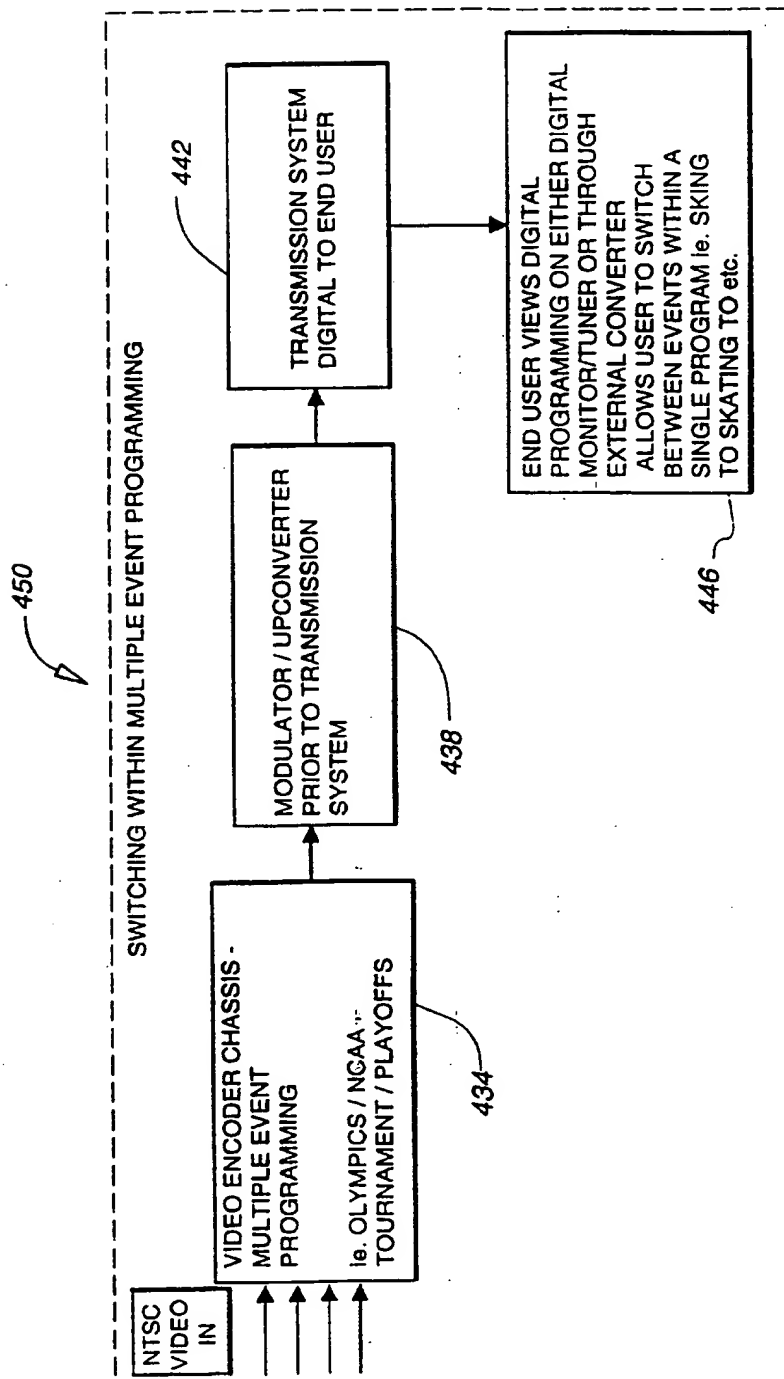 450
SWITCHING WITHIN MULTIPLE EVENT PROGRAMMING
NTSC
VIDEO
IN
VIDEO ENCODER CHASSIS -
MULTIPLE EVENT
PROGRAMMING
ie. OLYMPICS / NCAA -
TOURNAMENT / PLAYOFFS
434
MODULATOR / UPCONVERTER
PRIOR TO TRANSMISSION
SYSTEM
438
TRANSMISSION SYSTEM
DIGITAL TO END USER
442
END USER VIEWS DIGITAL
PROGRAMMING ON EITHER DIGITAL
MONITOR/TUNER OR THROUGH
EXTERNAL CONVERTER
ALLOWS USER TO SWITCH
BETWEEN EVENTS WITHIN A
SINGLE PROGRAM ie. SKING
TO SKATING TO etc.
446